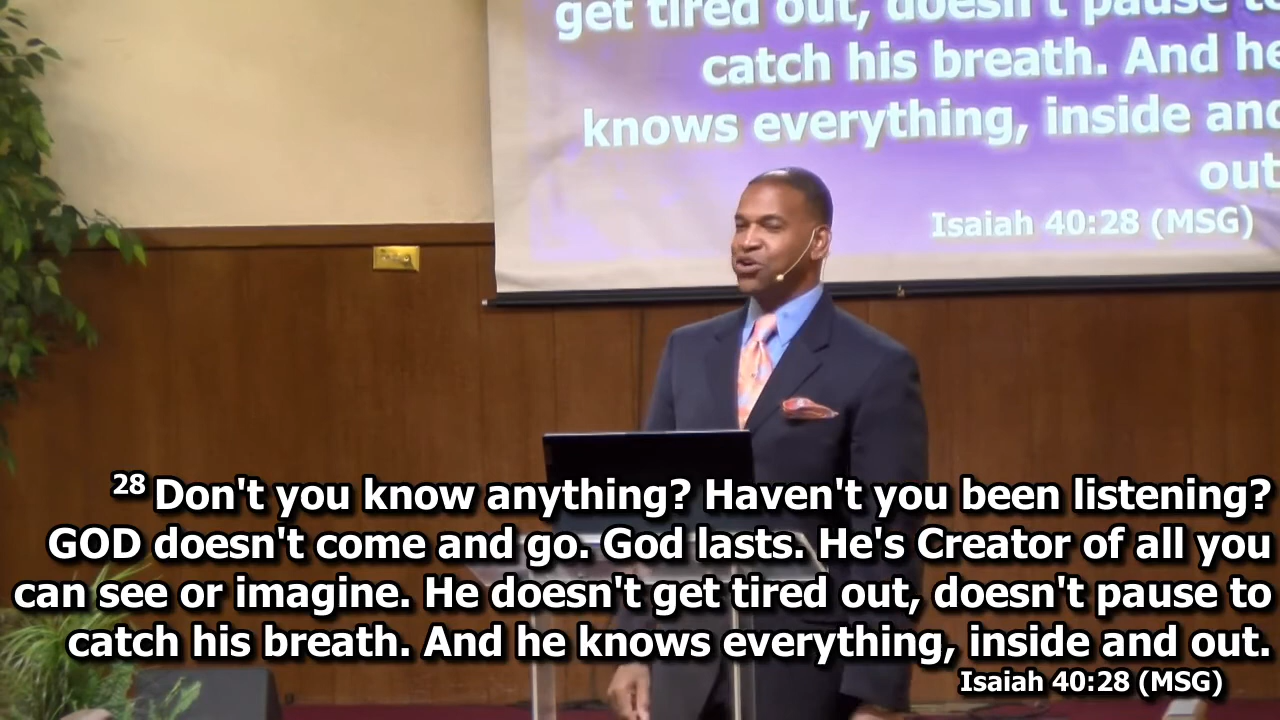 get tired out, doesn't pause to
catch his breath. And he
knows everything, inside and
out
Isaiah 40:28 (MSG)
28 Don't you know anything? Haven't you been listening?
GOD doesn't come and go. God lasts. He's Creator of all you
can see or imagine. He doesn't get tired out, doesn't pause to
catch his breath. And he knows everything, inside and out.
Isaiah 40:28 (MSG)